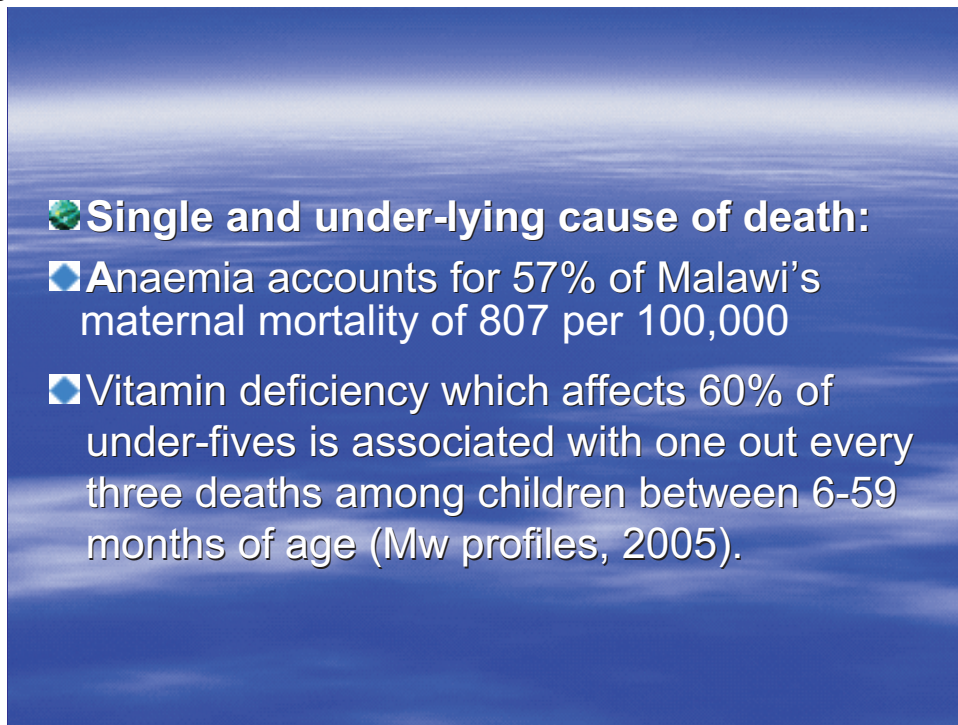 Single and under-lying cause of death:
Anaemia accounts for 57% of Malawi’s
maternal mortality of 807 per 100,000
Vitamin deficiency which affects 60% of
under-fives is associated with one out every
three deaths among children between 6-59
months of age (Mw profiles, 2005).